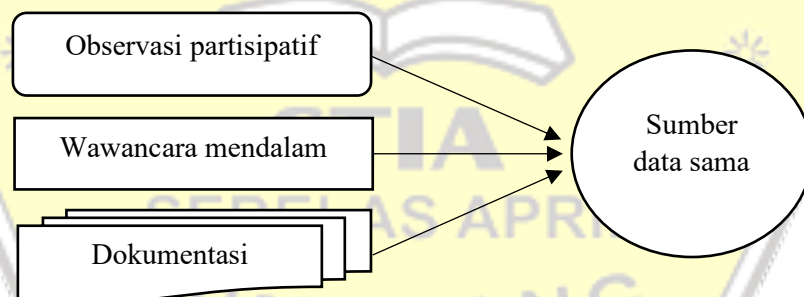 Observasi partisipatif
Wawancara mendalam
Dokumentasi
Sumber
data sama